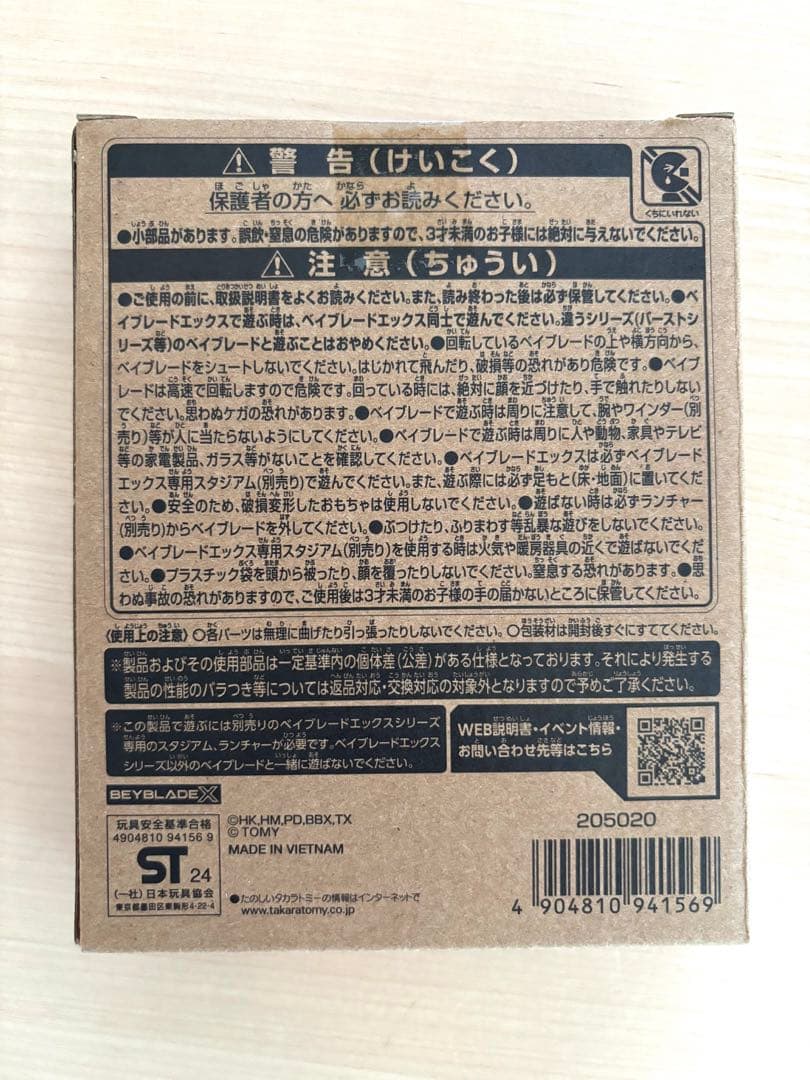 警告(けいこく)
保護者の方へ 必ずお読みください。
くちにいれない
●小部品があります。誤飲・窒息の危険がありますので、3才未満のお子様には絶対に与えないでください。
注意(ちゅうい)
●ご使用の前に、取扱説明書をよくお読みください。また、読み終わった後は必ず保管してください。●ベ
イブレードエックスで遊ぶ時は、ベイブレードエックス同士で遊んでください。違うシリーズ(バーストシ
リーズ等)のベイブレードと遊ぶことはおやめください。●回転しているベイブレードの上や横方向から、
ベイブレードをシュートしないでください。はじかれて飛んだり、破損等の恐れがあり危険です。●ベイブ
レードは高速で回転しますので危険です。回っている時には、絶対に顔を近づけたり、手で触れたりしない
でください。思わぬケガの恐れがあります。●ベイブレードで遊ぶ時は周りに注意して、腕やワインダー(別
売り)等が人に当たらないようにしてください。●ベイブレードで遊ぶ時は周りに人や動物、家具やテレビ
等の家電製品、ガラス等がないことを確認してください。●ベイブレードエックスは必ずベイブレード
エックス専用スタジアム(別売り)で遊んでください。また、遊ぶ際には必ず足もと(床・地面)に置いてくだ
さい。●安全のため、破損変形したおもちゃは使用しないでください。●遊ばない時は必ずランチャー
(別売り)からベイブレードを外してください。●ぶつけたり、ふりまわす等乱暴な遊びをしないでください。
●ベイブレードエックス専用スタジアム(別売り)を使用する時は火気や暖房器具の近くで遊ばないでくだ
さい。●プラスチック袋を頭から被ったり、顔を覆ったりしないでください。窒息する恐れがあります。●思
わぬ事故の恐れがありますので、ご使用後は3才未満のお子様の手の届かないところに保管してください。
〈使用上の注意〉○各パーツは無理に曲げたり引っ張ったりしないでください。○包装材は開封後すぐにすててください。
※製品およびその使用部品は一定基準内の個体差(公差)がある仕様となっております。それにより発生する
製品の性能のバラつき等については返品対応・交換対応の対象外となりますので予めご了承ください。
※この製品で遊ぶには別売りのベイブレードエックスシリーズ
専用のスタジアム、ランチャーが必要です。ベイブレードエックス
シリーズ以外のベイブレードと一緒に遊ばないでください。
WEB説明書・イベント情報・
お問い合わせ先等はこちら
BEYBLADE X
玩具安全基準合格
4904810 94156 9
ST 24
(一社)日本玩具協会
東京都墨田区東駒形4-22-4
©HK,HM,PD,BBX,TX
© TOMY
MADE IN VIETNAM
●たのしいタカラトミーの情報はインターネットで
www.takaratomy.co.jp
205020
4 904810 941569